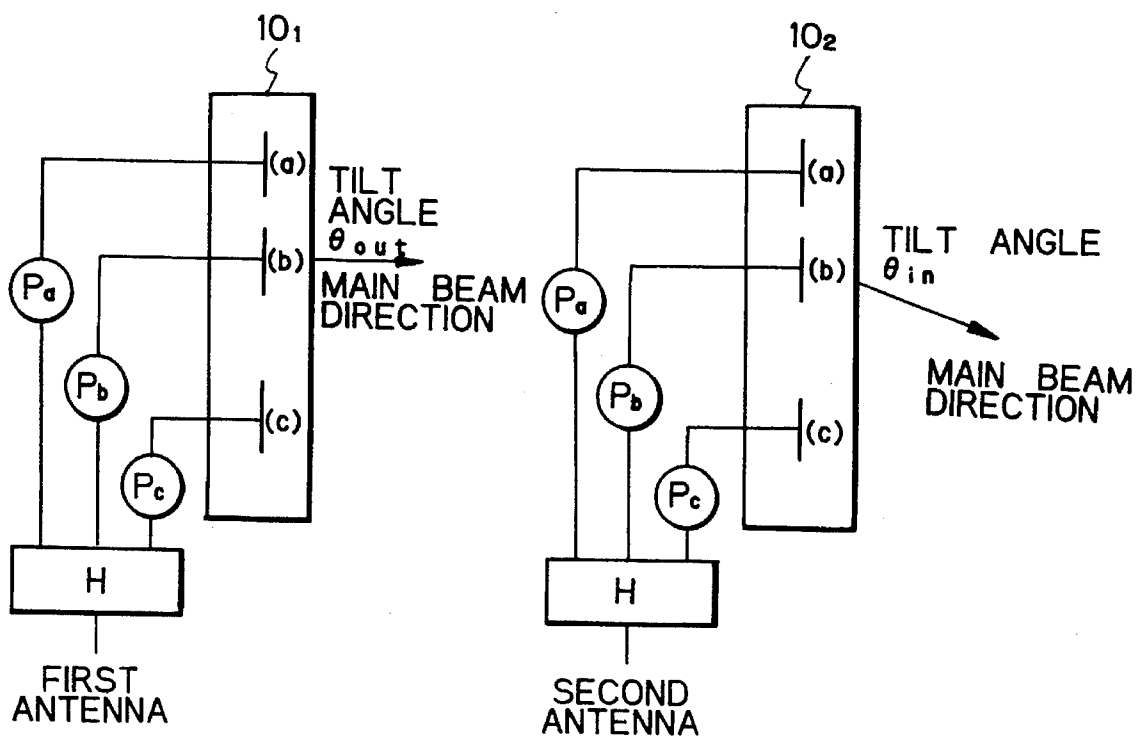 10₁
(a)
TILT
ANGLE
θout
(b)
MAIN BEAM
DIRECTION
Pa
Pb
(c)
Pc
H
FIRST
ANTENNA
10₂
(a)
TILT ANGLE
θin
(b)
Pa
MAIN BEAM
DIRECTION
Pb
(c)
Pc
H
SECOND
ANTENNA